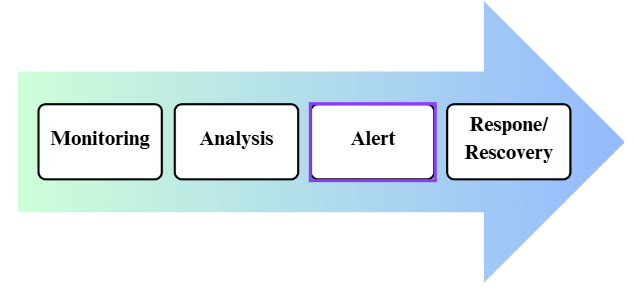 Monitoring
Analysis
Alert
Respone/
Rescovery